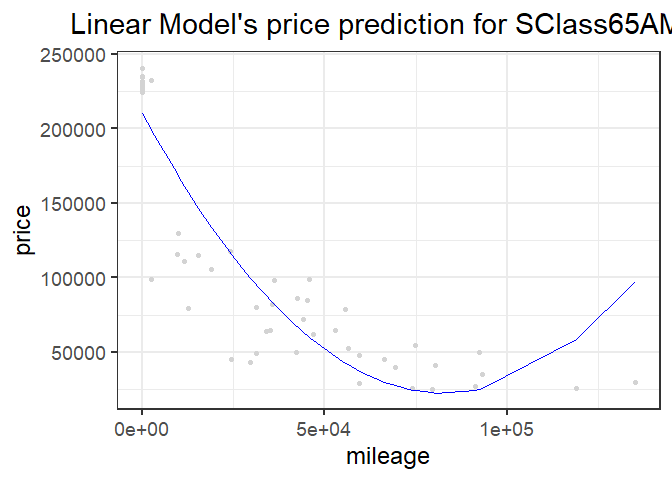 Linear Model's price prediction for SClass65AM
250000
200000
150000
100000
50000
price
0e+00 5e+04 1e+05
mileage